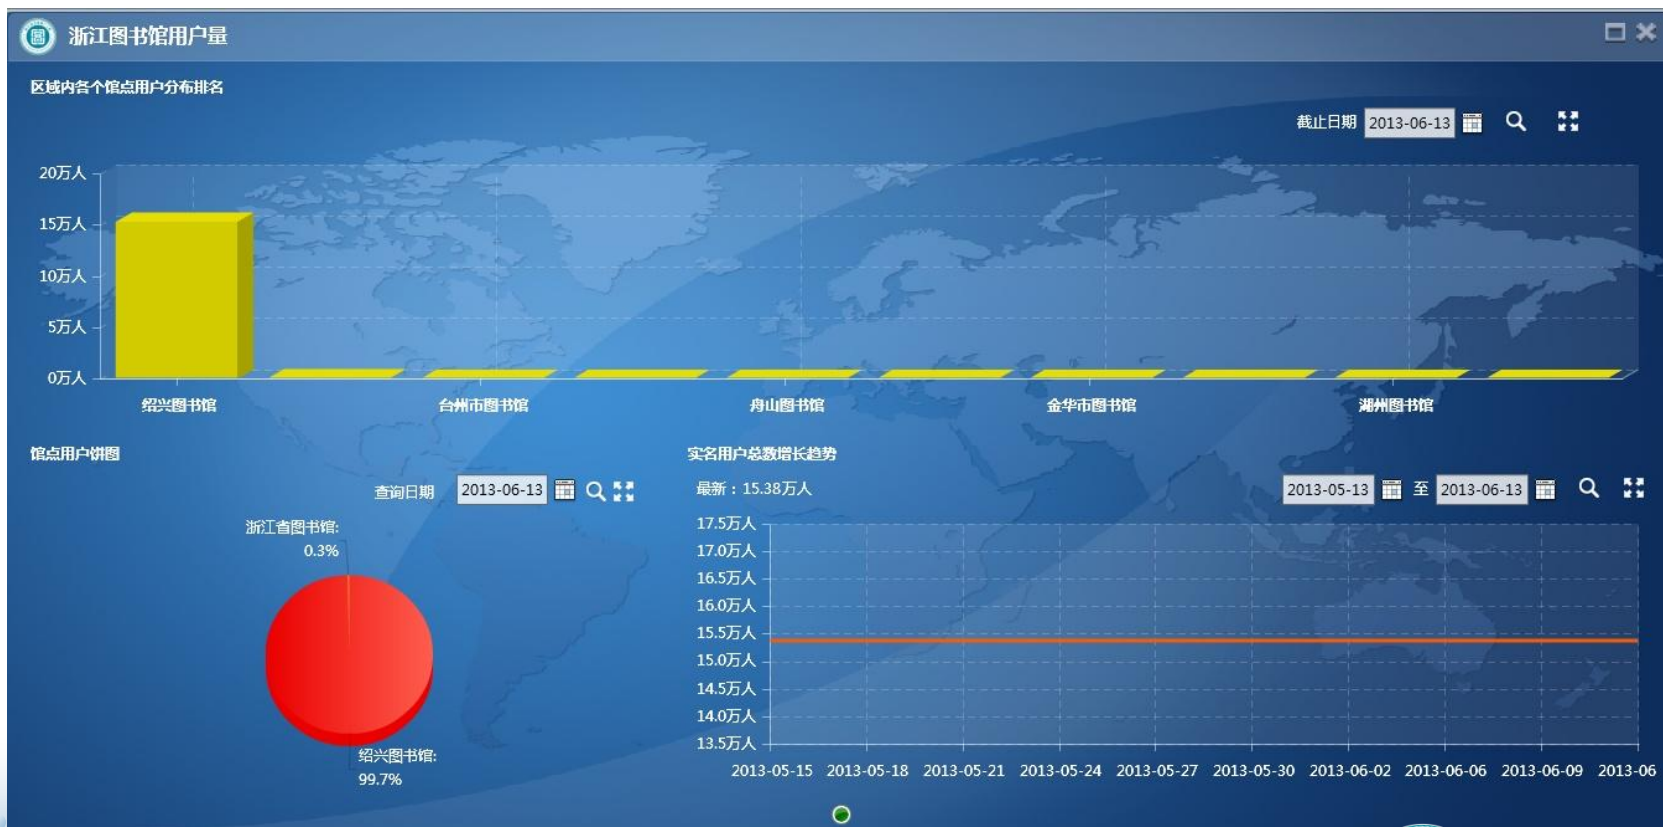 浙江图书馆用户量
区域内各个馆点用户分布排名
截止日期 2013-06-13
20万人
15万人
10万人
5万人
0万人
绍兴图书馆 台州市图书馆 舟山图书馆 金华市图书馆 湖州图书馆
馆点用户饼图
查询日期 2013-06-13
浙江省图书馆:
0.3%
绍兴图书馆:
99.7%
实名用户总数增长趋势
最新：15.38万人
2013-05-13 至 2013-06-13
17.5万人
17.0万人
16.5万人
16.0万人
15.5万人
15.0万人
14.5万人
14.0万人
13.5万人
2013-05-15 2013-05-18 2013-05-21 2013-05-24 2013-05-27 2013-05-30 2013-06-02 2013-06-06 2013-06-09 2013-06